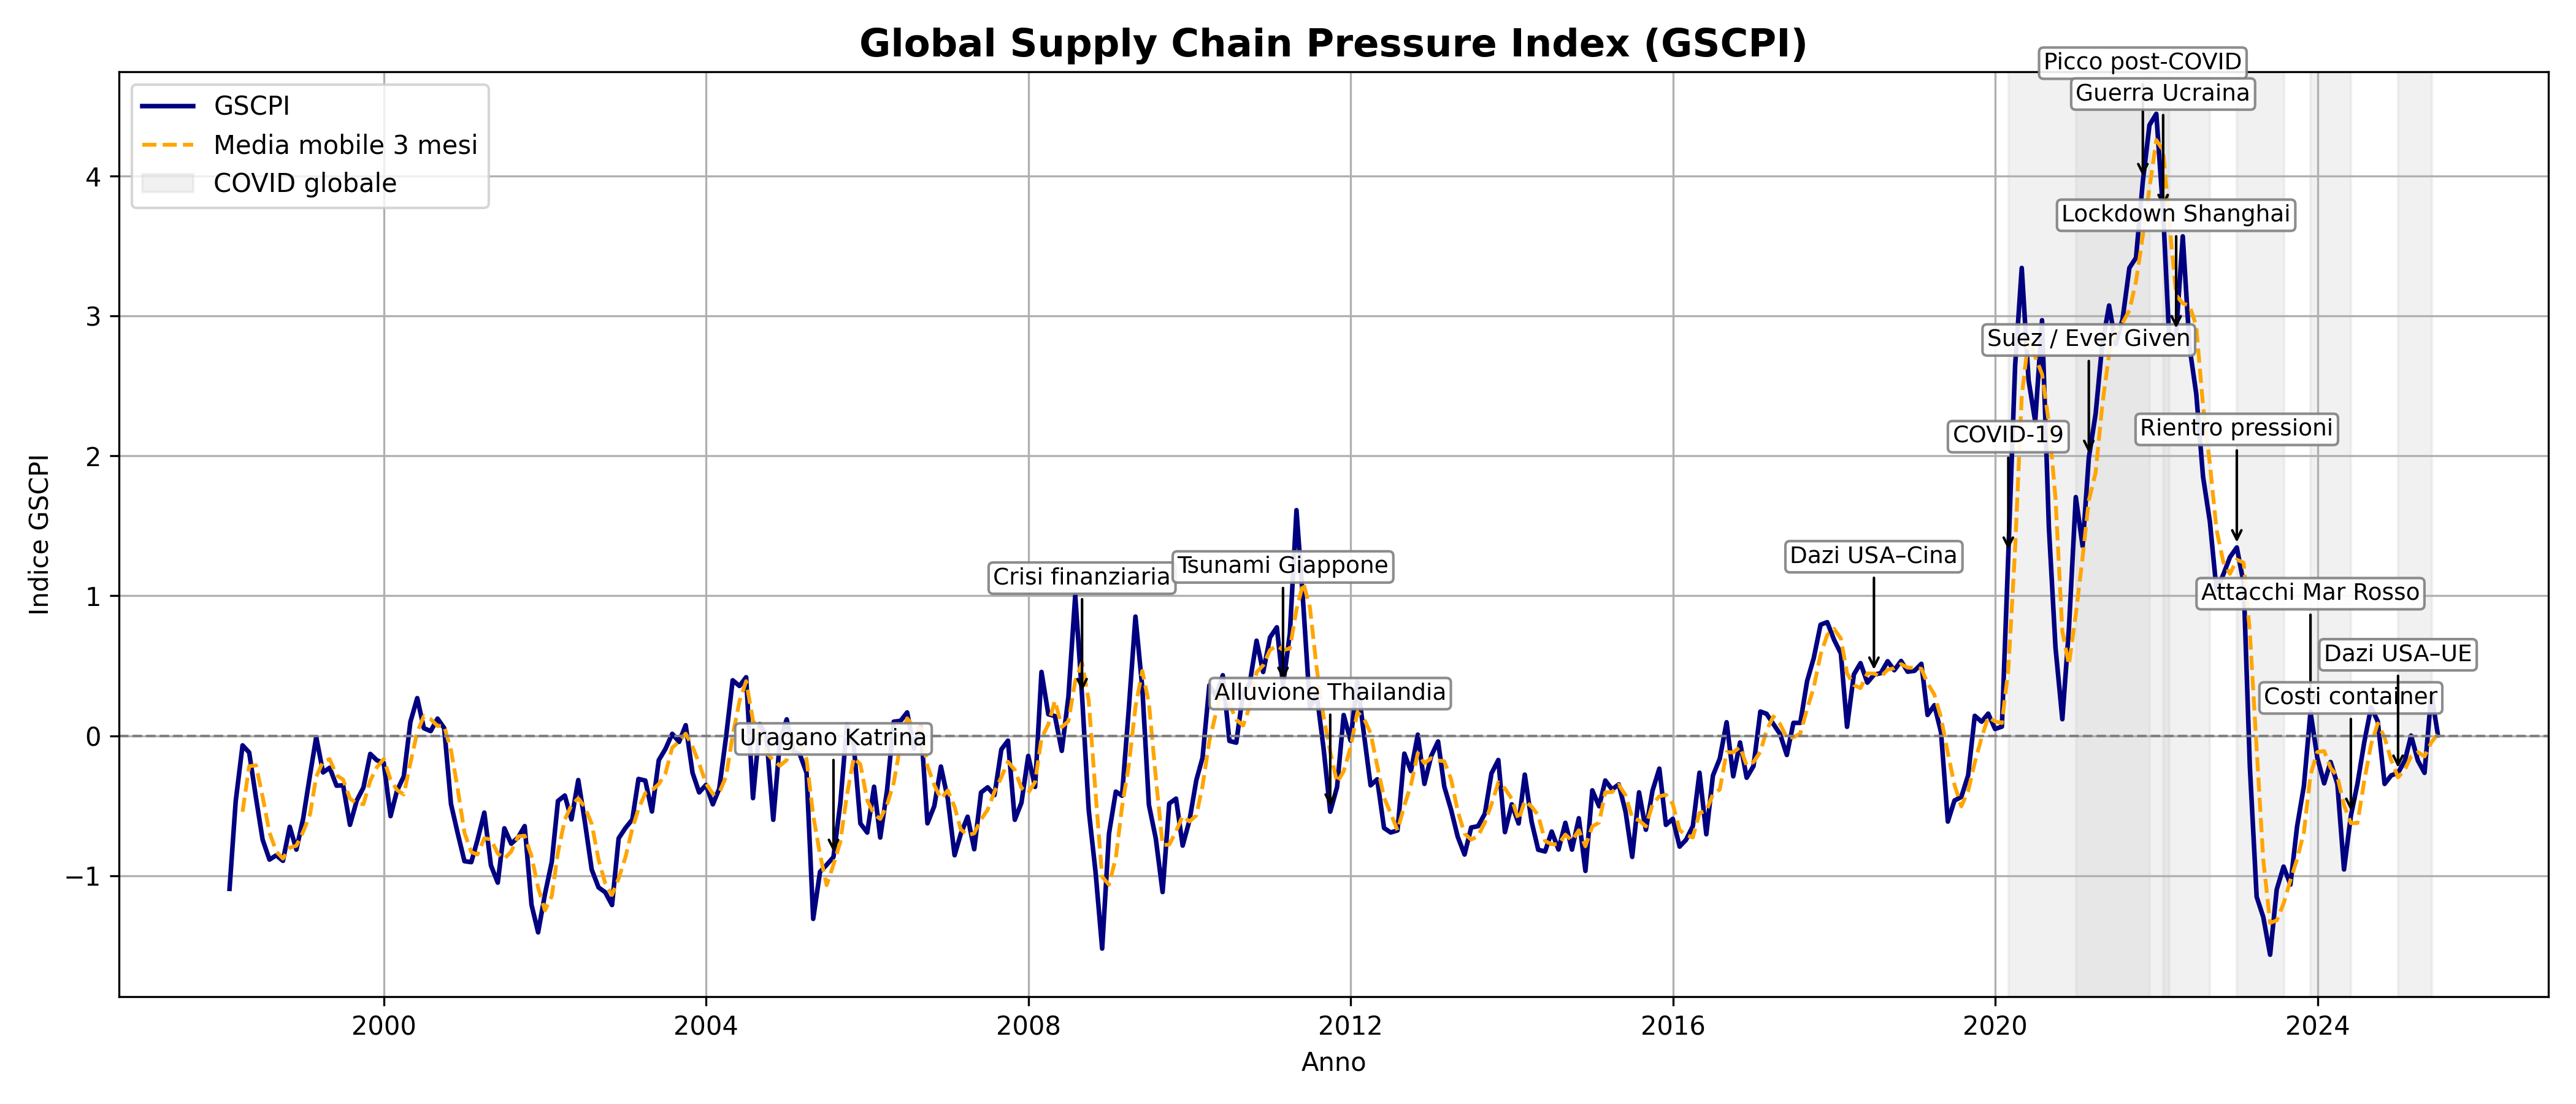 Global Supply Chain Pressure Index (GSCPI)
GSCPI
Media mobile 3 mesi
COVID globale
Picco post-COVID
Guerra Ucraina
Lockdown Shanghai
Suez / Ever Given
COVID-19
Rientro pressioni
Crisi finanziaria
Tsunami Giappone
Dazi USA–Cina
Attacchi Mar Rosso
Dazi USA–UE
Alluvione Thailandia
Costi container
Uragano Katrina
Indice GSCPI
4
3
2
1
0
−1
2000
2004
2008
2012
2016
2020
2024
Anno